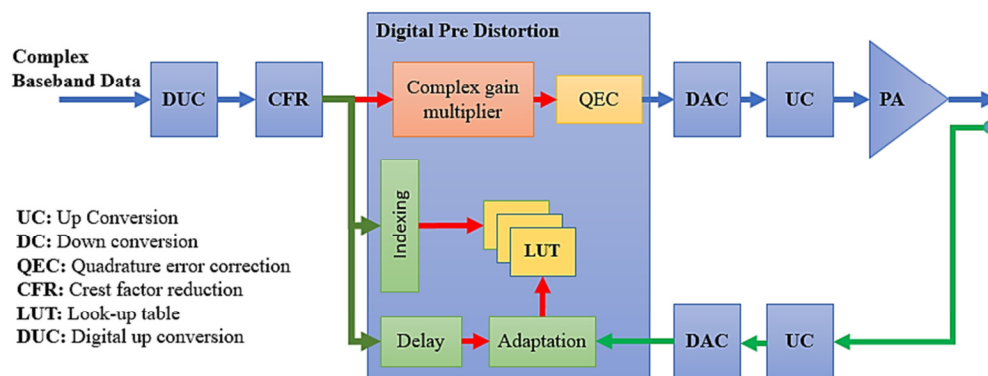 Digital Pre Distortion
Complex
Baseband Data
DUC
CFR
Complex gain
multiplier
QEC
DAC
UC
PA
Indexing
LUT
UC: Up Conversion
DC: Down conversion
QEC: Quadrature error correction
CFR: Crest factor reduction
LUT: Look-up table
DUC: Digital up conversion
Delay
Adaptation
DAC
UC